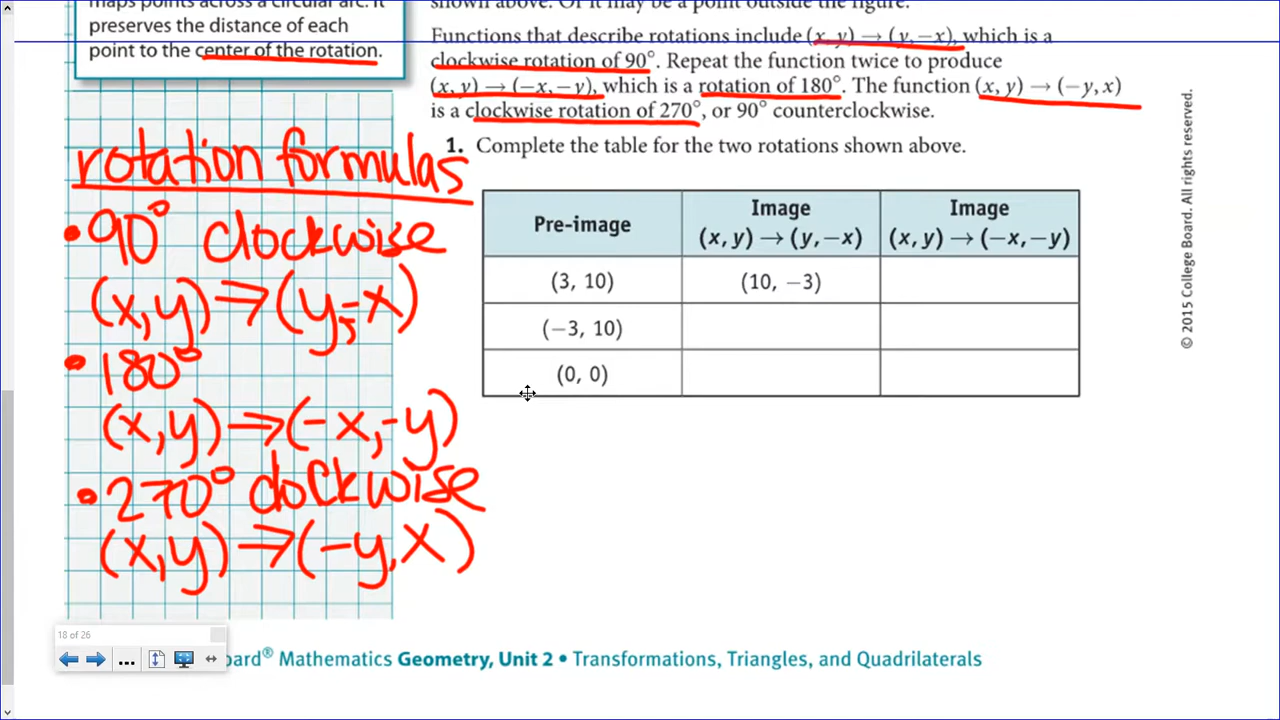 maps points across a circular arc. It
preserves the distance of each
point to the center of the rotation.
shown above. Or it may be a point outside the figure.
Functions that describe rotations include (x, y) → (y, −x), which is a
clockwise rotation of 90°. Repeat the function twice to produce
(x, y) → (−x, −y), which is a rotation of 180°. The function (x, y) → (−y, x)
is a clockwise rotation of 270°, or 90° counterclockwise.
rotation formulas
• 90° clockwise
(x,y) → (y,-x)
• 180°
(x,y) → (-x,-y)
• 270° clockwise
(x,y) → (-y,x)
1. Complete the table for the two rotations shown above.
Pre-image
Image
(x, y) → (y, −x)
Image
(x, y) → (−x, −y)
(3, 10) (10, −3)
(−3, 10)
(0, 0)
© 2015 College Board. All rights reserved.
18 of 26
oard® Mathematics Geometry, Unit 2 • Transformations, Triangles, and Quadrilaterals